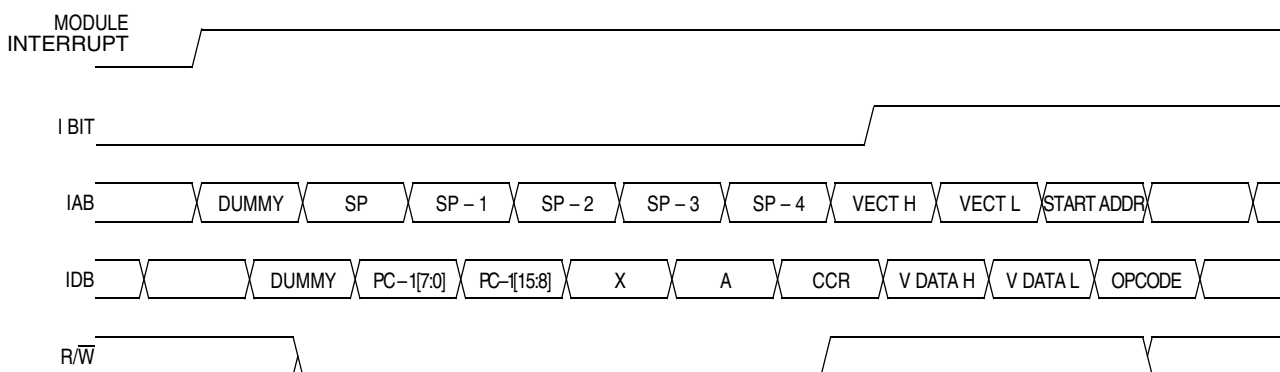 MODULE
INTERRUPT
I BIT
IAB DUMMY SP SP – 1 SP – 2 SP – 3 SP – 4 VECT H VECT L START ADDR
IDB DUMMY PC – 1[7:0] PC–1[15:8] X A CCR V DATA H V DATA L OPCODE
R/W̅